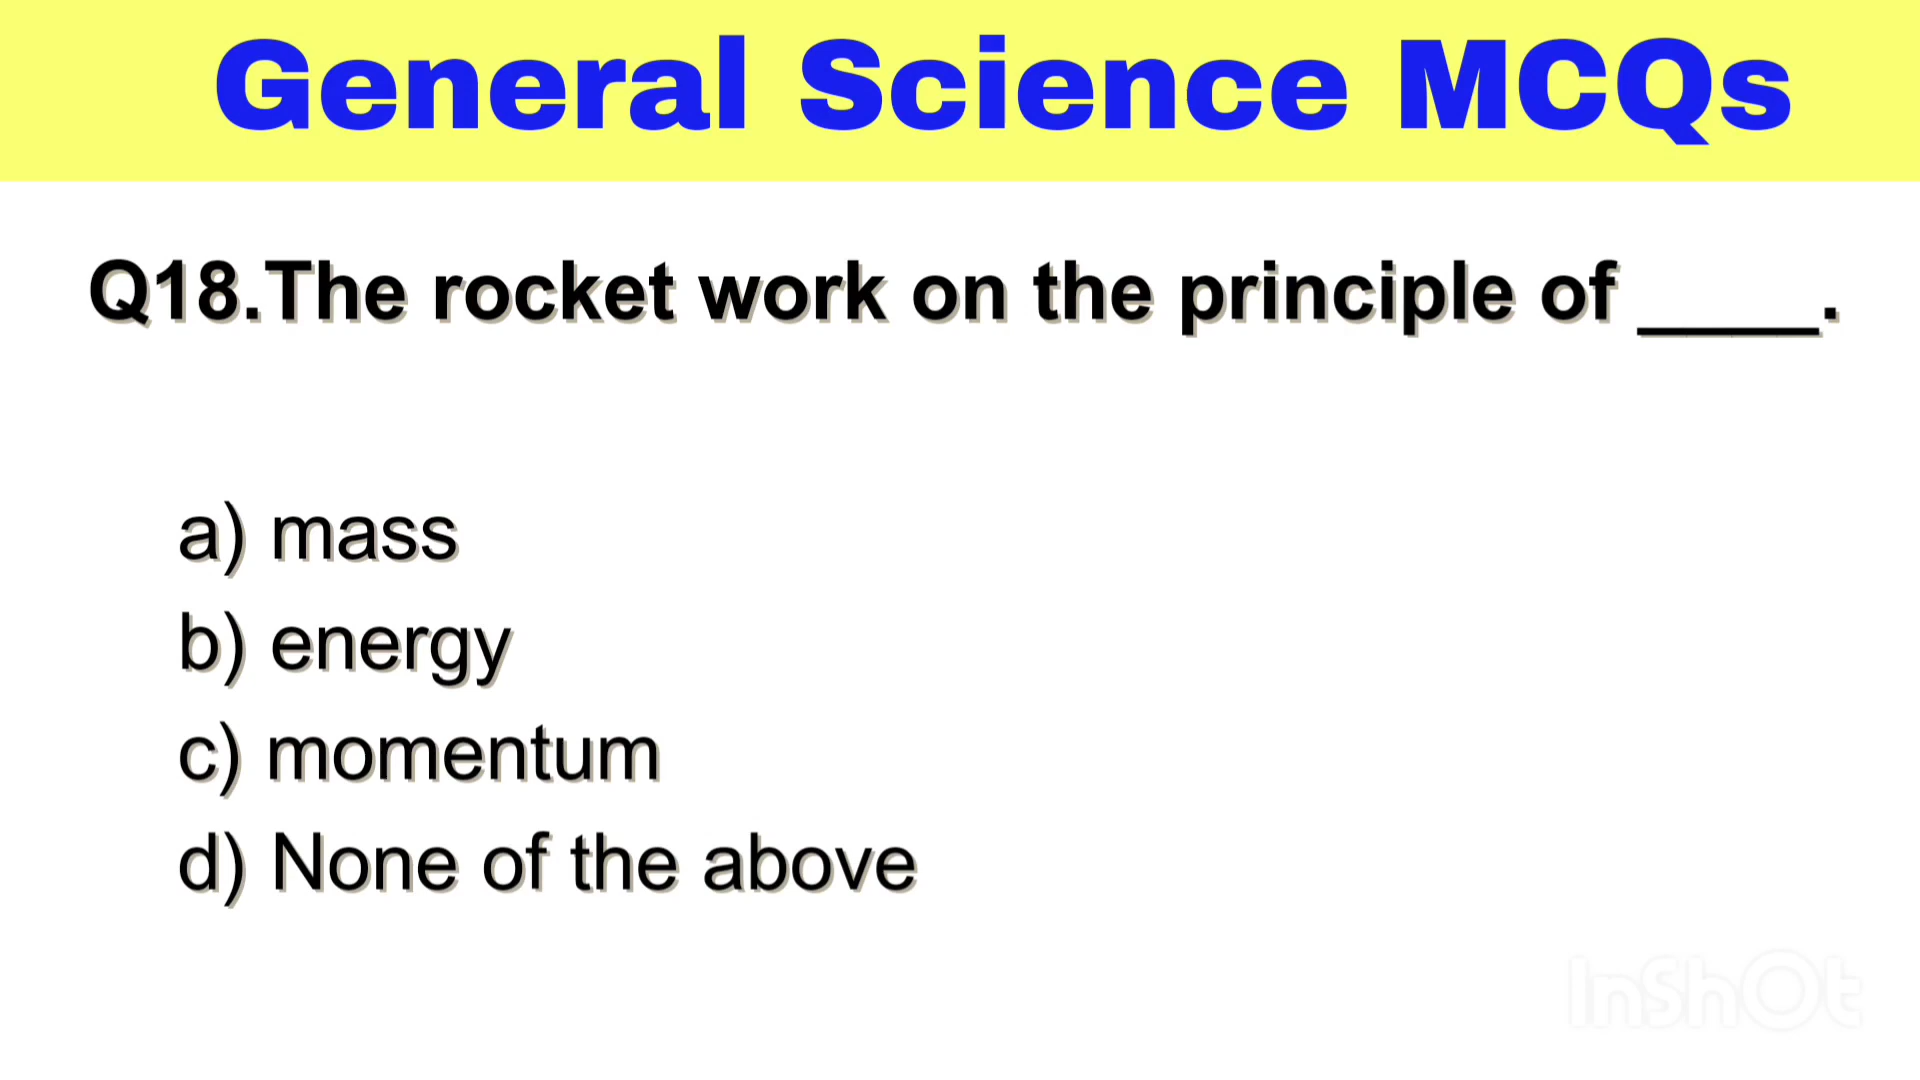 General Science MCQs
Q18.The rocket work on the principle of ____.
a) mass
b) energy
c) momentum
d) None of the above
InShOt